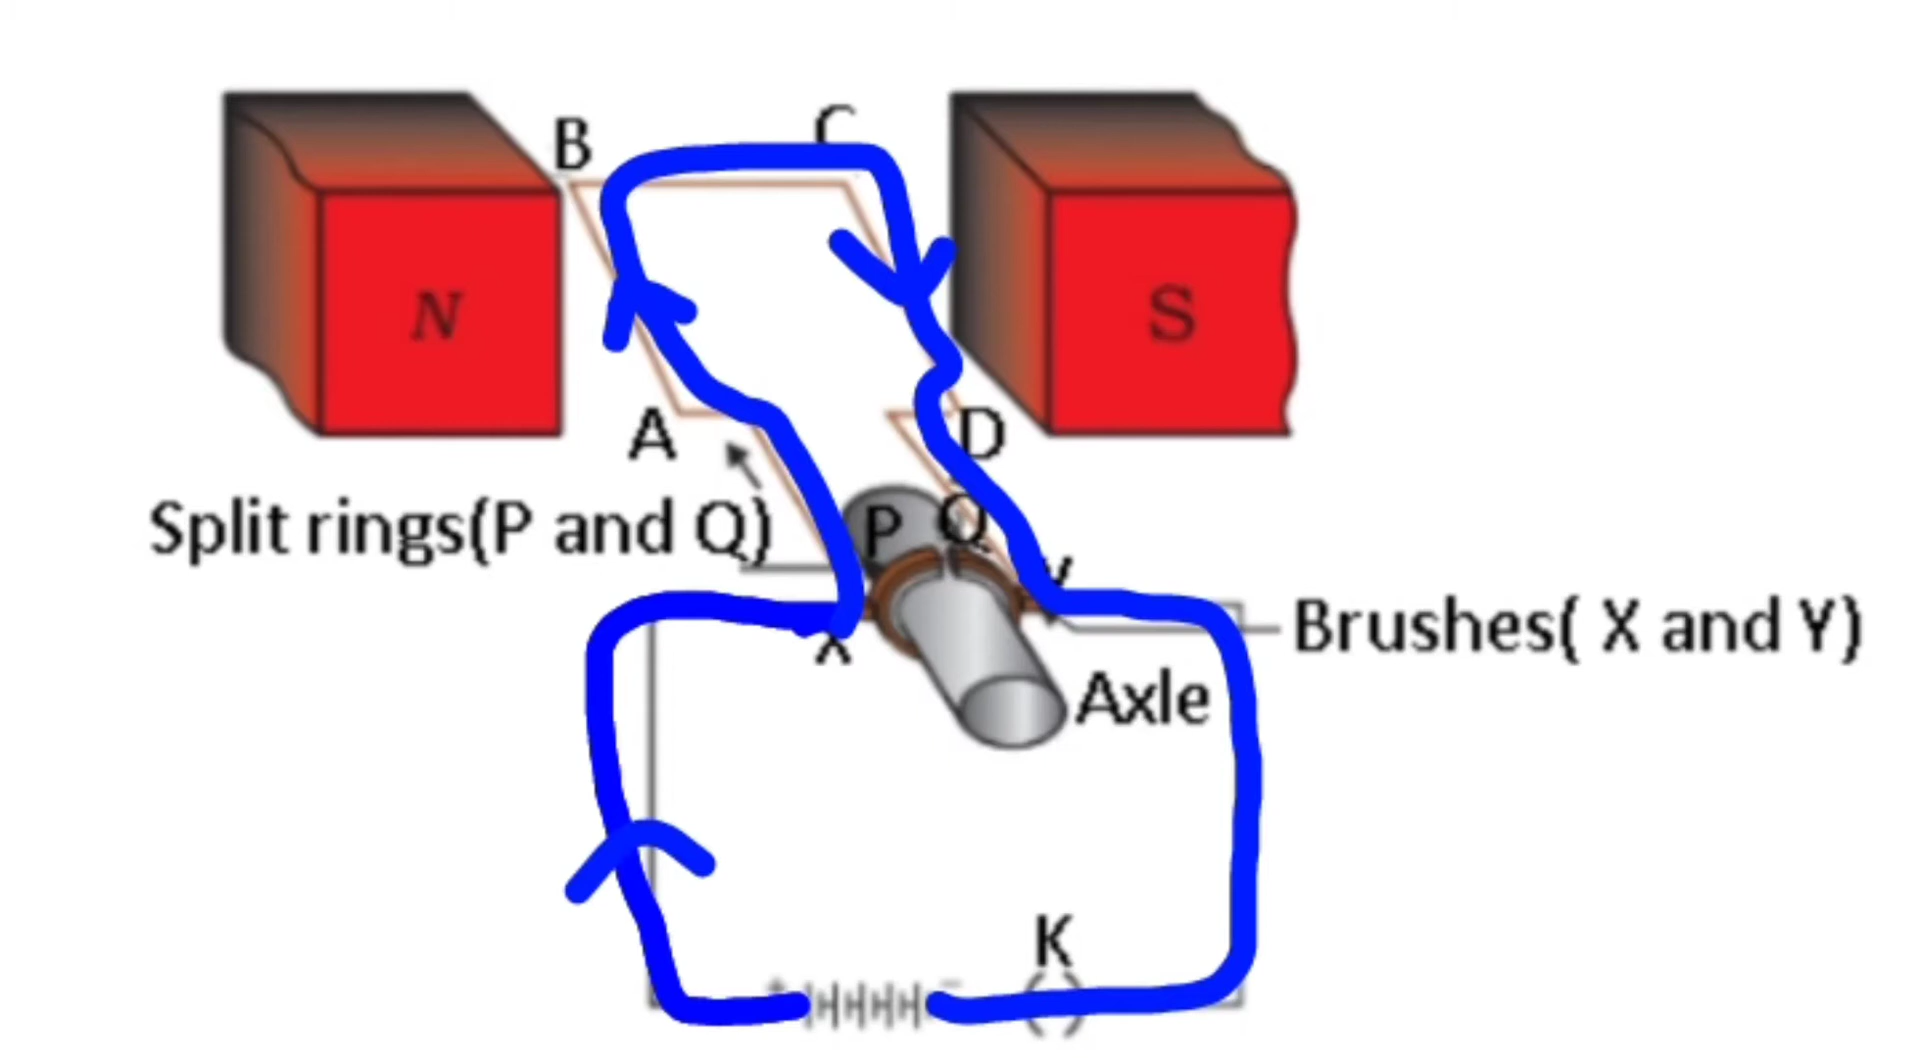 B
C
N
S
A
D
Split rings(P and Q)
P
Q
Y
X
Brushes( X and Y)
Axle
K
+
−